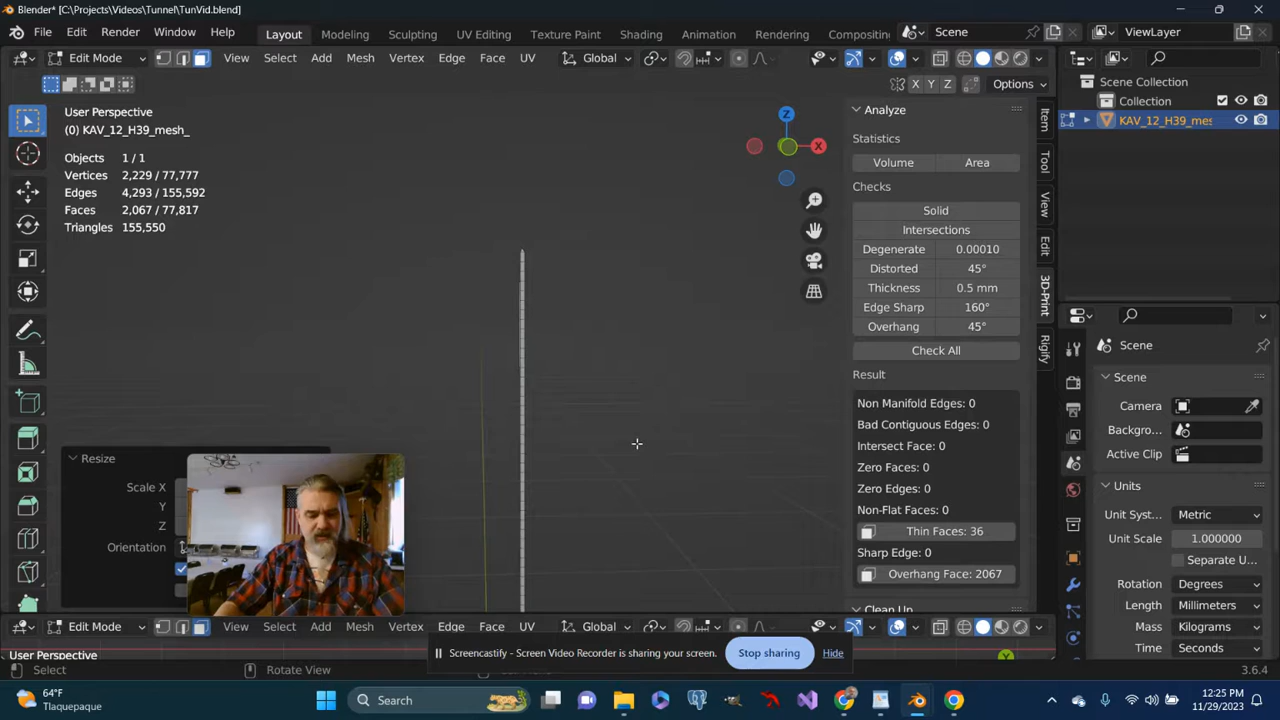 Blender* [C:\Projects\Videos\Tunnel\TunVid.blend]
File Edit Render Window Help Layout Modeling Sculpting UV Editing Texture Paint Shading Animation Rendering Compositing Scene ViewLayer
Edit Mode View Select Add Mesh Vertex Edge Face UV Global
X Y Z Options
User Perspective
(0) KAV_12_H39_mesh_
Objects 1 / 1
Vertices 2,229 / 77,777
Edges 4,293 / 155,592
Faces 2,067 / 77,817
Triangles 155,550
Z
X
Resize
Scale X
Y
Z
Orientation
Analyze
Statistics
Volume Area
Checks
Solid
Intersections
Degenerate 0.00010
Distorted 45°
Thickness 0.5 mm
Edge Sharp 160°
Overhang 45°
Check All
Result
Non Manifold Edges: 0
Bad Contiguous Edges: 0
Intersect Face: 0
Zero Faces: 0
Zero Edges: 0
Non-Flat Faces: 0
Thin Faces: 36
Sharp Edge: 0
Overhang Face: 2067
Clean Up
Item
Tool
View
Edit
3D-Print
Rigify
Scene Collection
Collection
KAV_12_H39_mes
Scene
Scene
Camera
Backgro...
Active Clip
Units
Unit Syst... Metric
Unit Scale 1.000000
Separate U...
Rotation Degrees
Length Millimeters
Mass Kilograms
Time Seconds
Edit Mode View Select Add Mesh Vertex Edge Face UV Global
User Perspective
Y
Screencastify - Screen Video Recorder is sharing your screen. Stop sharing Hide
Select Rotate View 3.6.4
64°F
Tlaquepaque
Search
12:25 PM
11/29/2023